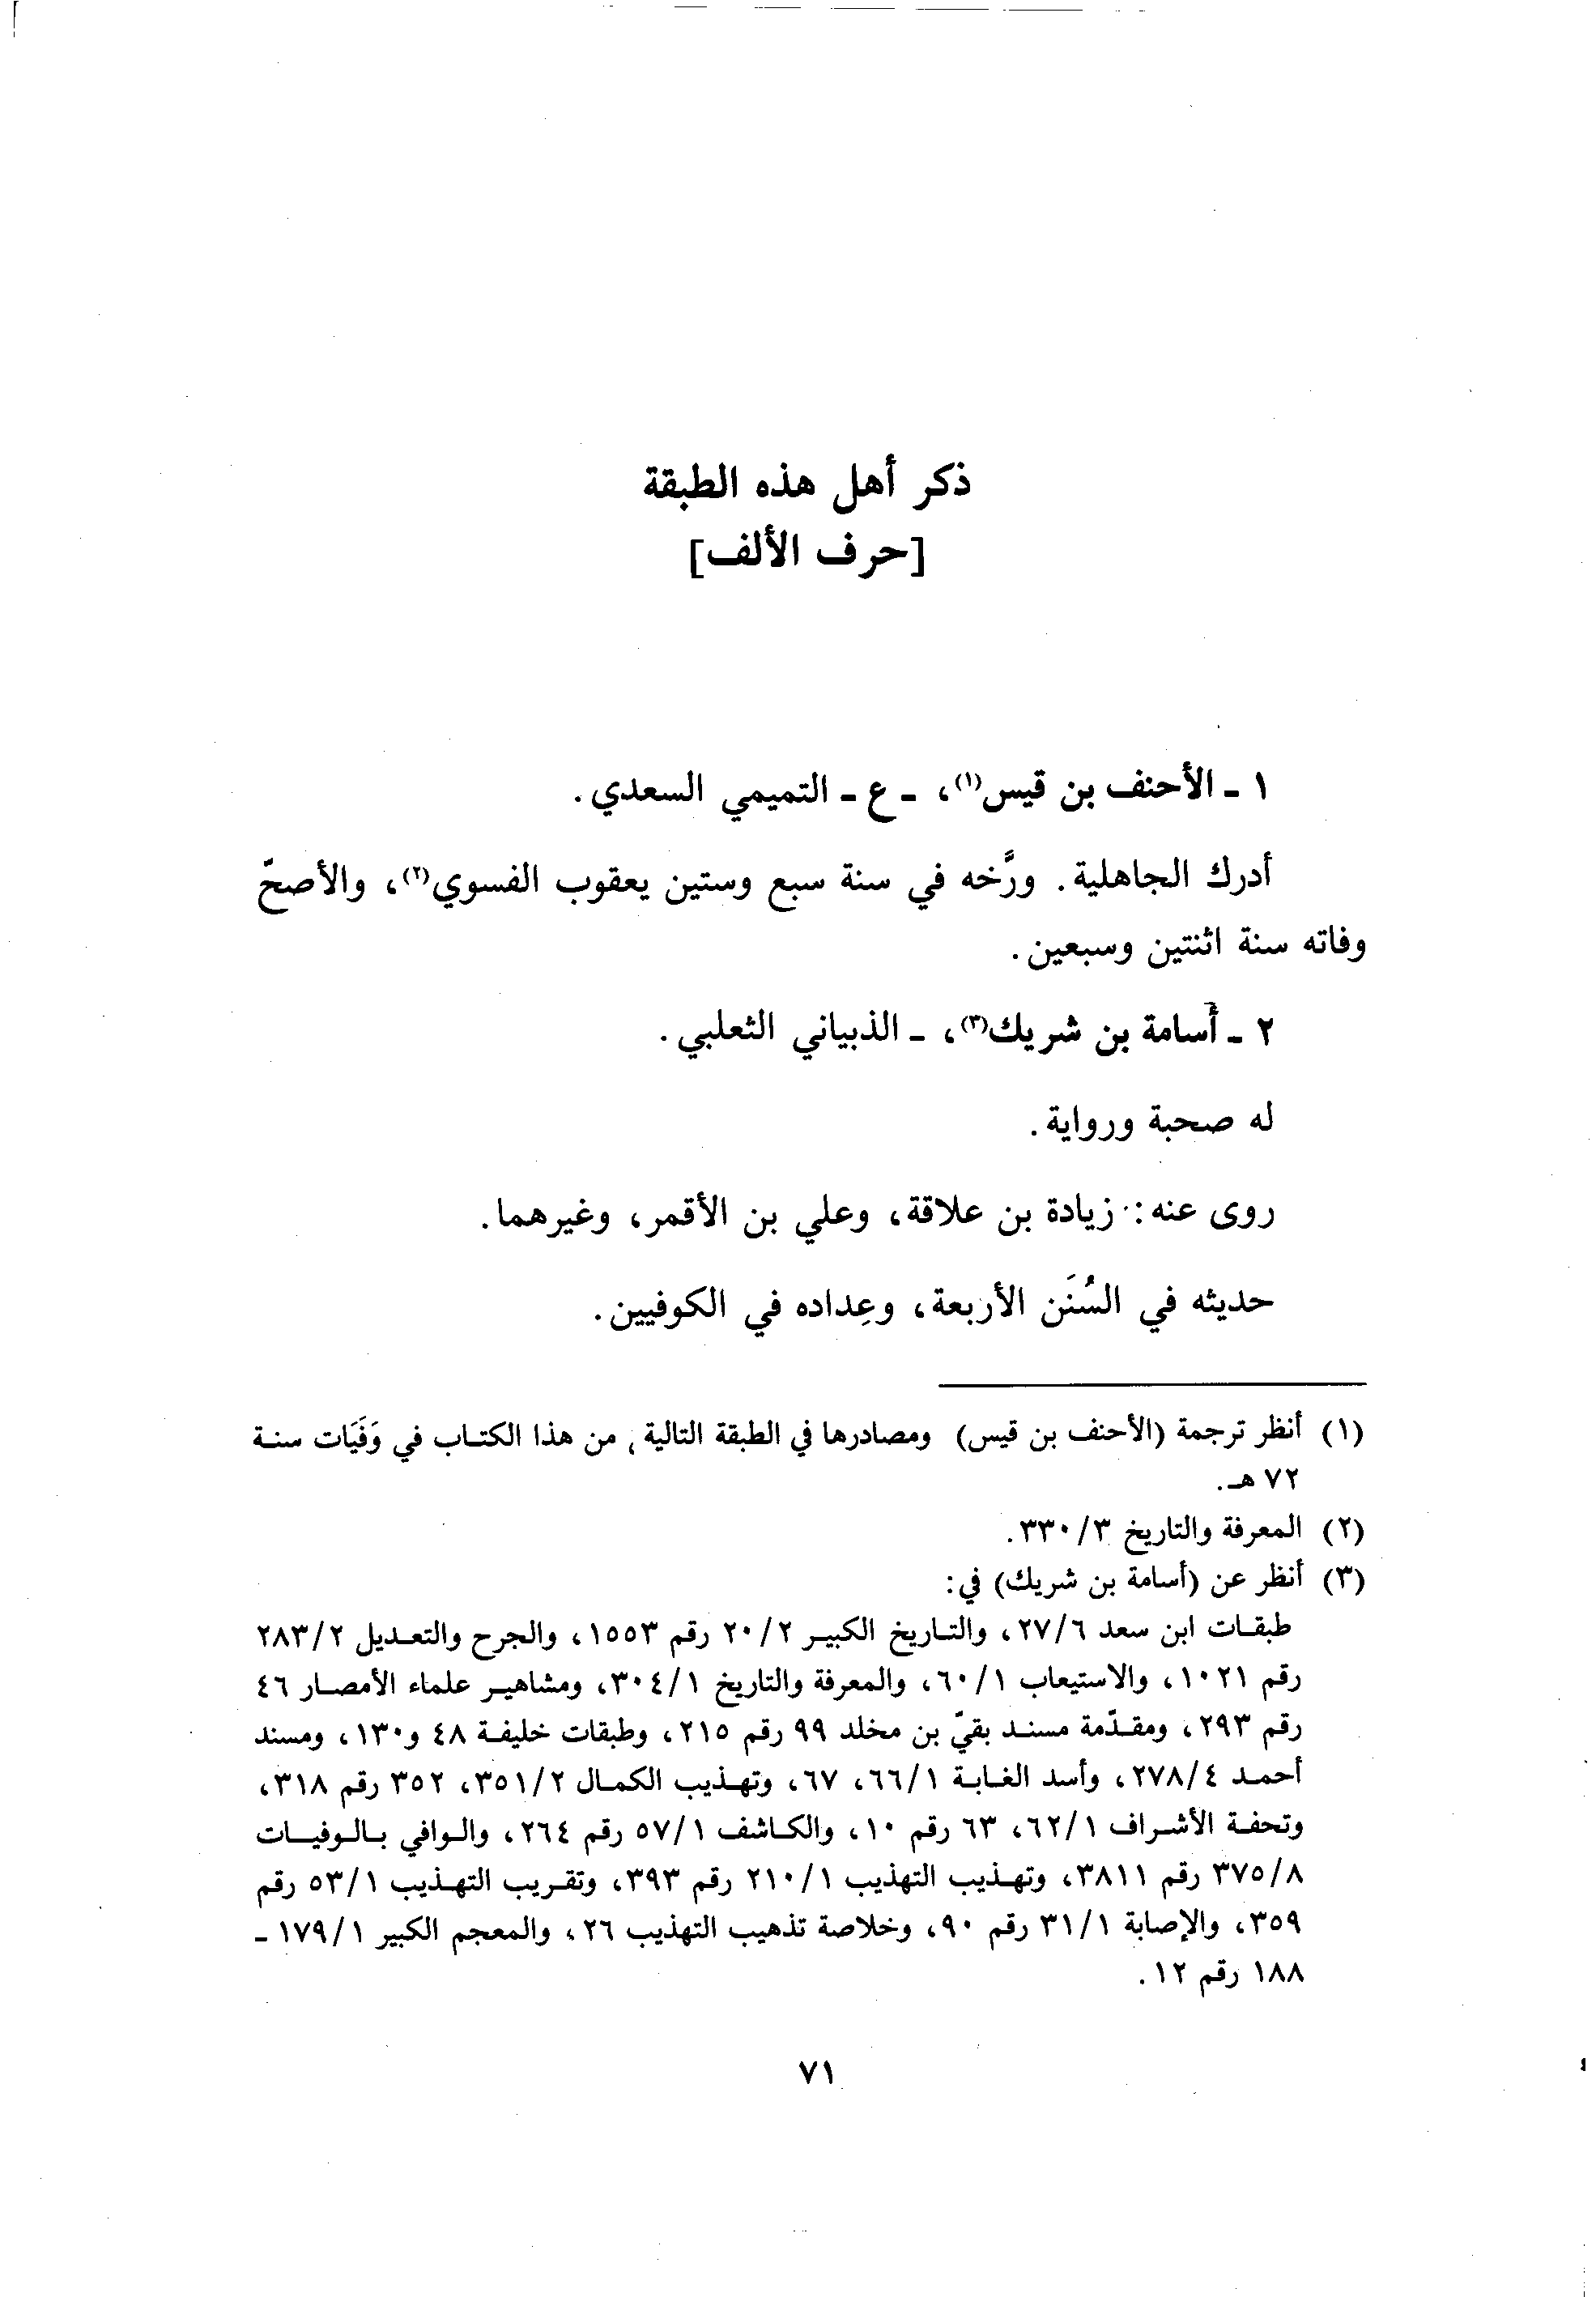 ذكر أهل هذه الطبقة
[حرف الألف]
١ ـ الأحنف بن قيس(١)، ـ ع ـ التميمي السعدي.
أدرك الجاهلية. ورَّخه في سنة سبع وستين يعقوب الفسوي(٢)، والأصحّ
وفاته سنة اثنتين وسبعين.
٢ ـ أسامة بن شريك(٣)، ـ الذبياني الثعلبي.
له صحبة ورواية.
روى عنه: زيادة بن علاقة، وعلي بن الأقمر، وغيرهما.
حديثه في السُنَن الأربعة، وعِداده في الكوفيين.
(١) أنظر ترجمة (الأحنف بن قيس) ومصادرها في الطبقة التالية، من هذا الكتاب في وَفَيَات سنة
٧٢ هـ.
(٢) المعرفة والتاريخ ٣/٣٣٠.
(٣) أنظر عن (أسامة بن شريك) في:
طبقات ابن سعد ٦/٢٧، والتاريخ الكبير ٢/٢٠ رقم ١٥٥٣، والجرح والتعديل ٢/٢٨٣
رقم ١٠٢١، والاستيعاب ١/٦٠، والمعرفة والتاريخ ١/٣٠٤، ومشاهير علماء الأمصار ٤٦
رقم ٢٩٣، ومقدّمة مسند بقيّ بن مخلد ٩٩ رقم ٢١٥، وطبقات خليفة ٤٨ و١٣٠، ومسند
أحمد ٤/٢٧٨، وأسد الغابة ١/٦٦، ٦٧، وتهذيب الكمال ٢/٣٥١، ٣٥٢ رقم ٣١٨،
وتحفة الأشراف ١/٦٢، ٦٣ رقم ١٠، والكاشف ١/٥٧ رقم ٢٦٤، والوافي بالوفيات
٨/٣٧٥ رقم ٣٨١١، وتهذيب التهذيب ١/٢١٠ رقم ٣٩٣، وتقريب التهذيب ١/٥٣ رقم
٣٥٩، والإصابة ١/٣١ رقم ٩٠، وخلاصة تذهيب التهذيب ٢٦، والمعجم الكبير ١/١٧٩ ـ
١٨٨ رقم ١٢.
٧١